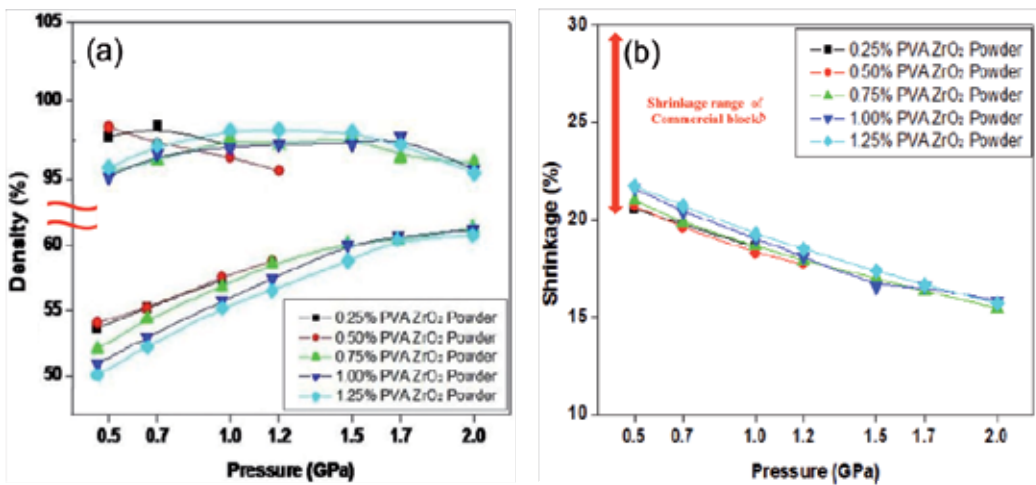 (a)
105
100
95
60
55
50
Density (%)
0.25% PVA ZrO₂ Powder
0.50% PVA ZrO₂ Powder
0.75% PVA ZrO₂ Powder
1.00% PVA ZrO₂ Powder
1.25% PVA ZrO₂ Powder
0.5 0.7 1.0 1.2 1.5 1.7 2.0
Pressure (GPa)
(b)
30
25
20
15
10
Shrinkage (%)
Shrinkage range of
Commercial block
0.25% PVA ZrO₂ Powder
0.50% PVA ZrO₂ Powder
0.75% PVA ZrO₂ Powder
1.00% PVA ZrO₂ Powder
1.25% PVA ZrO₂ Powder
0.5 0.7 1.0 1.2 1.5 1.7 2.0
Pressure (GPa)